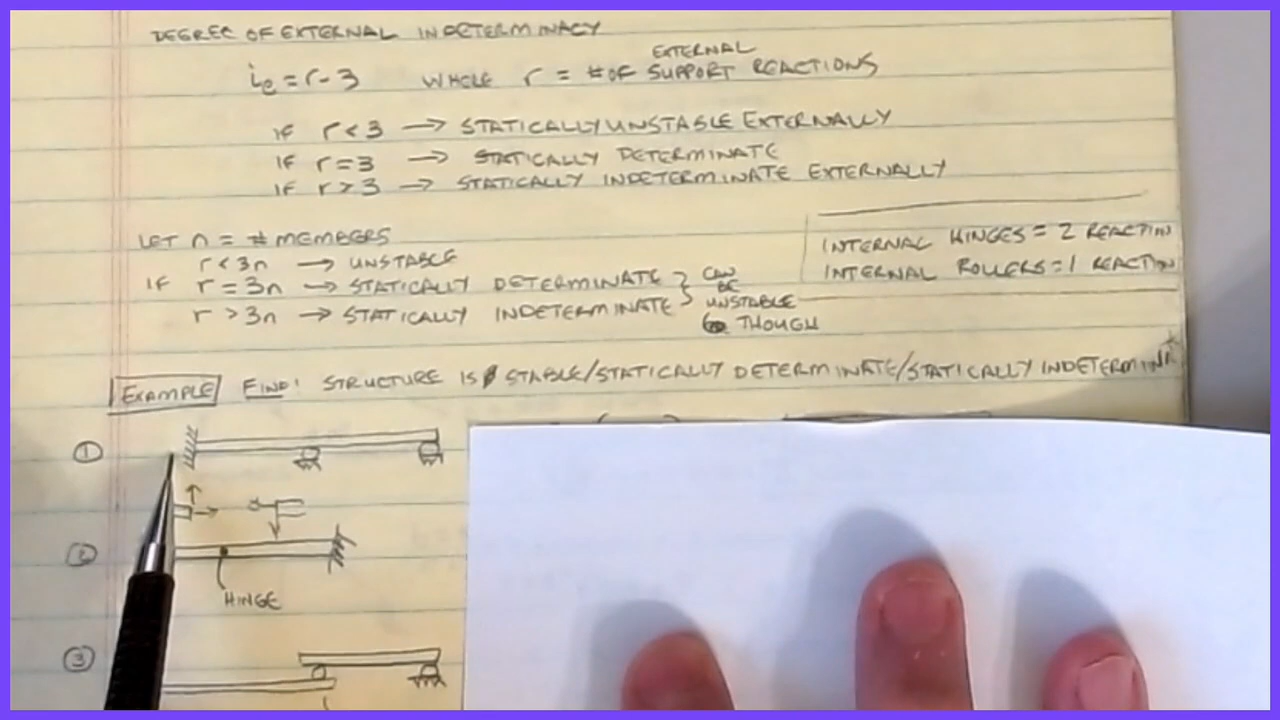 DEGREE OF EXTERNAL INDETERMINACY
EXTERNAL
ie = r - 3 WHERE r = # OF SUPPORT REACTIONS
IF r < 3 → STATICALLY UNSTABLE EXTERNALLY
IF r = 3 → STATICALLY DETERMINATE
IF r > 3 → STATICALLY INDETERMINATE EXTERNALLY
LET n = # MEMBERS
r < 3n → UNSTABLE
IF r = 3n → STATICALLY DETERMINATE } CAN BE
r > 3n → STATICALLY INDETERMINATE UNSTABLE
THOUGH
INTERNAL HINGES = 2 REACTION
INTERNAL ROLLERS = 1 REACTION
EXAMPLE FIND: STRUCTURE IS STABLE/STATICALLY DETERMINATE/STATICALLY INDETERMINA
1
2
HINGE
3